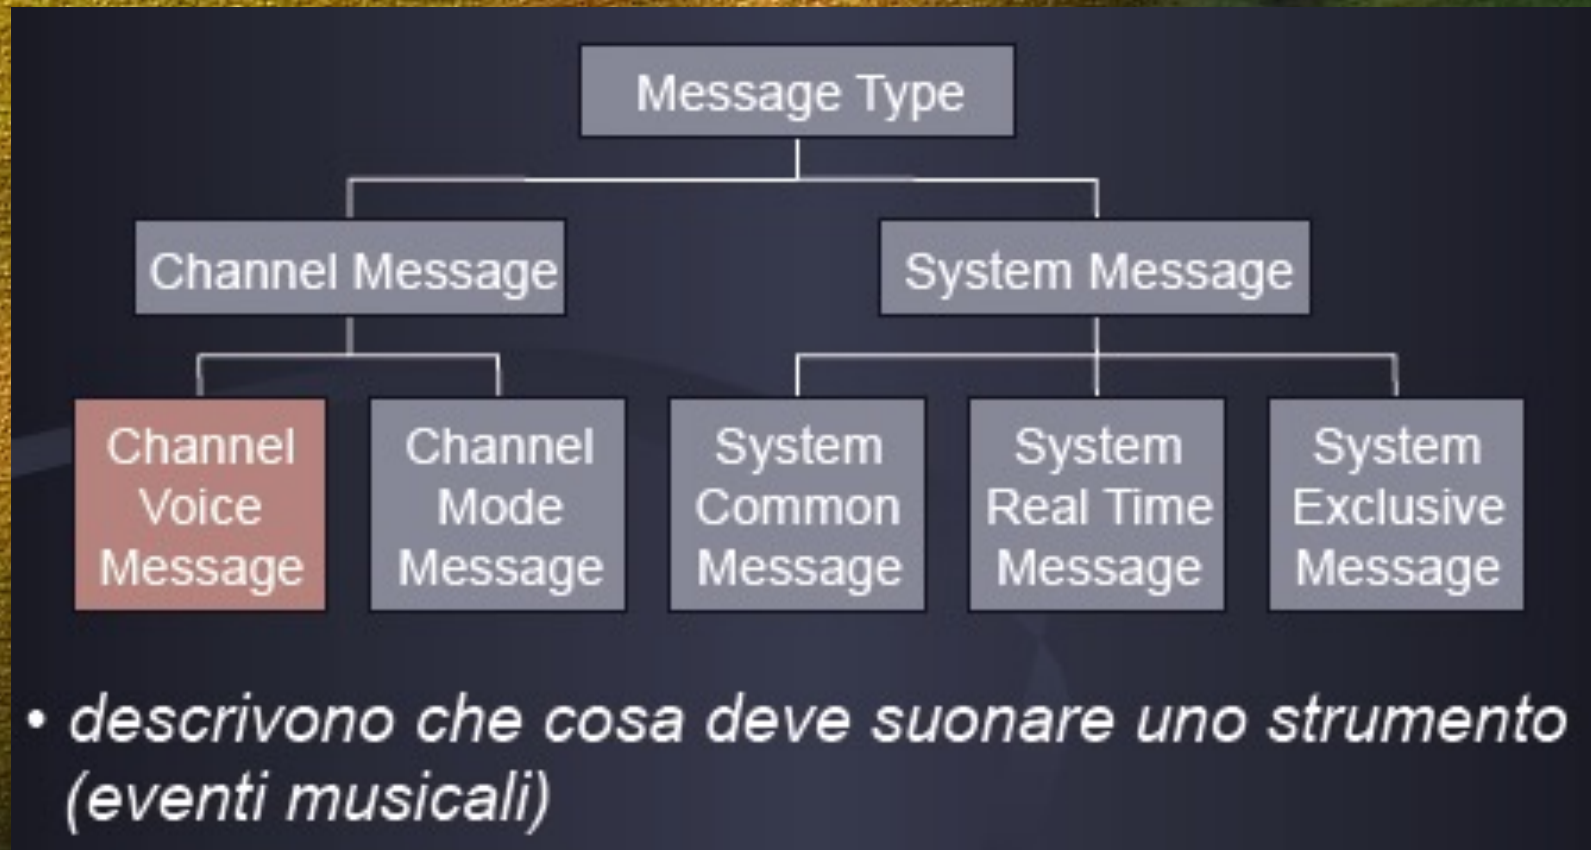 Message Type
Channel Message
System Message
Channel
Voice
Message
Channel
Mode
Message
System
Common
Message
System
Real Time
Message
System
Exclusive
Message
• descrivono che cosa deve suonare uno strumento
(eventi musicali)